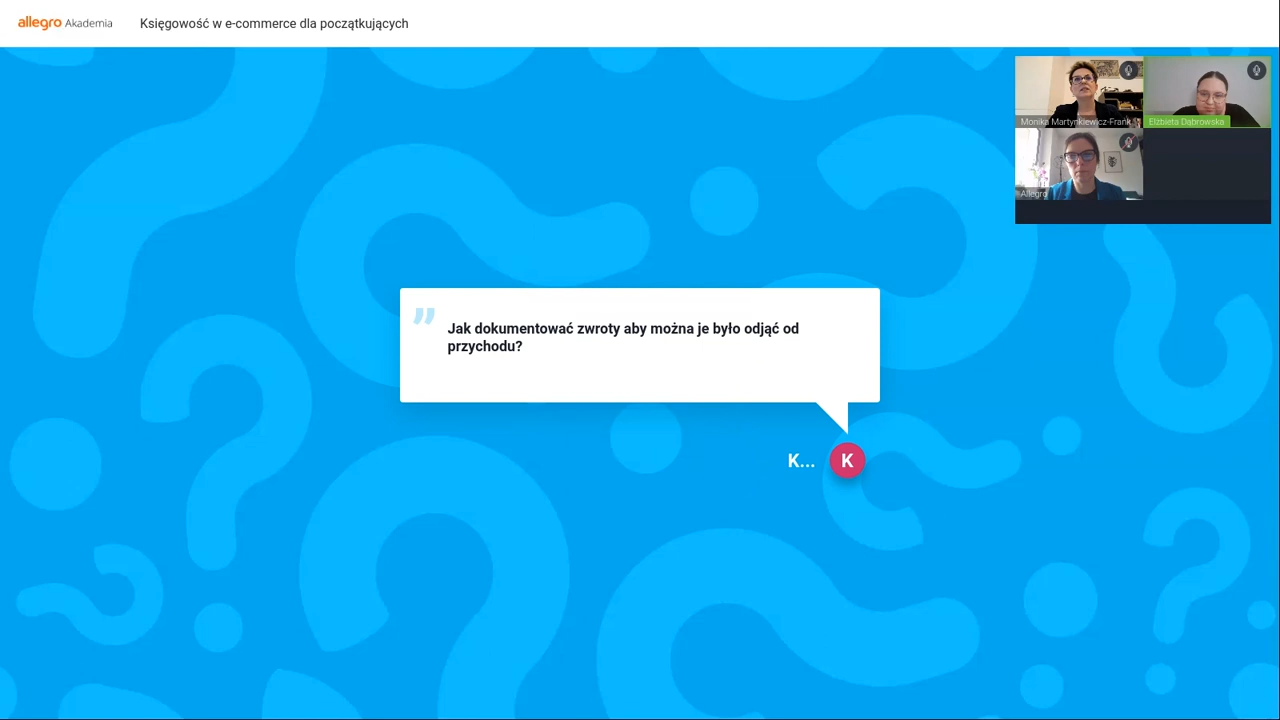 allegro Akademia
Księgowość w e-commerce dla początkujących
Monika Martynkiewicz-Frank
Elżbieta Dąbrowska
Allegro
Jak dokumentować zwroty aby można je było odjąć od
przychodu?
K...
K